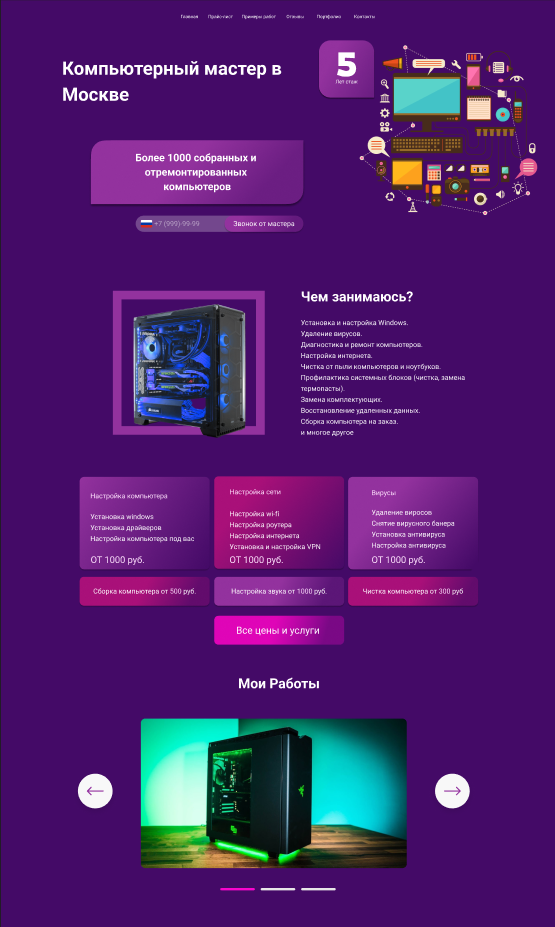 Главная Прайс-лист Примеры работ Отзывы Портфолио Контакты
Компьютерный мастер в
Москве
5
Лет стаж
Более 1000 собранных и
отремонтированных
компьютеров
+7 (999)-99-99 Звонок от мастера
Чем занимаюсь?
Установка и настройка Windows.
Удаление вирусов.
Диагностика и ремонт компьютеров.
Настройка интернета.
Чистка от пыли компьютеров и ноутбуков.
Профилактика системных блоков (чистка, замена
термопасты).
Замена комплектующих.
Восстановление удаленных данных.
Сборка компьютера на заказ.
и многое другое
Настройка компьютера
Установка windows
Установка драйверов
Настройка компьютера под вас
ОТ 1000 руб.
Настройка сети
Настройка wi-fi
Настройка роутера
Настройка интернета
Установка и настройка VPN
ОТ 1000 руб.
Вирусы
Удаление виросов
Снятие вирусного банера
Установка антивируса
Настройка антивируса
ОТ 1000 руб.
Сборка компьютера от 500 руб.
Настройка звука от 1000 руб.
Чистка компьютера от 300 руб
Все цены и услуги
Мои Работы